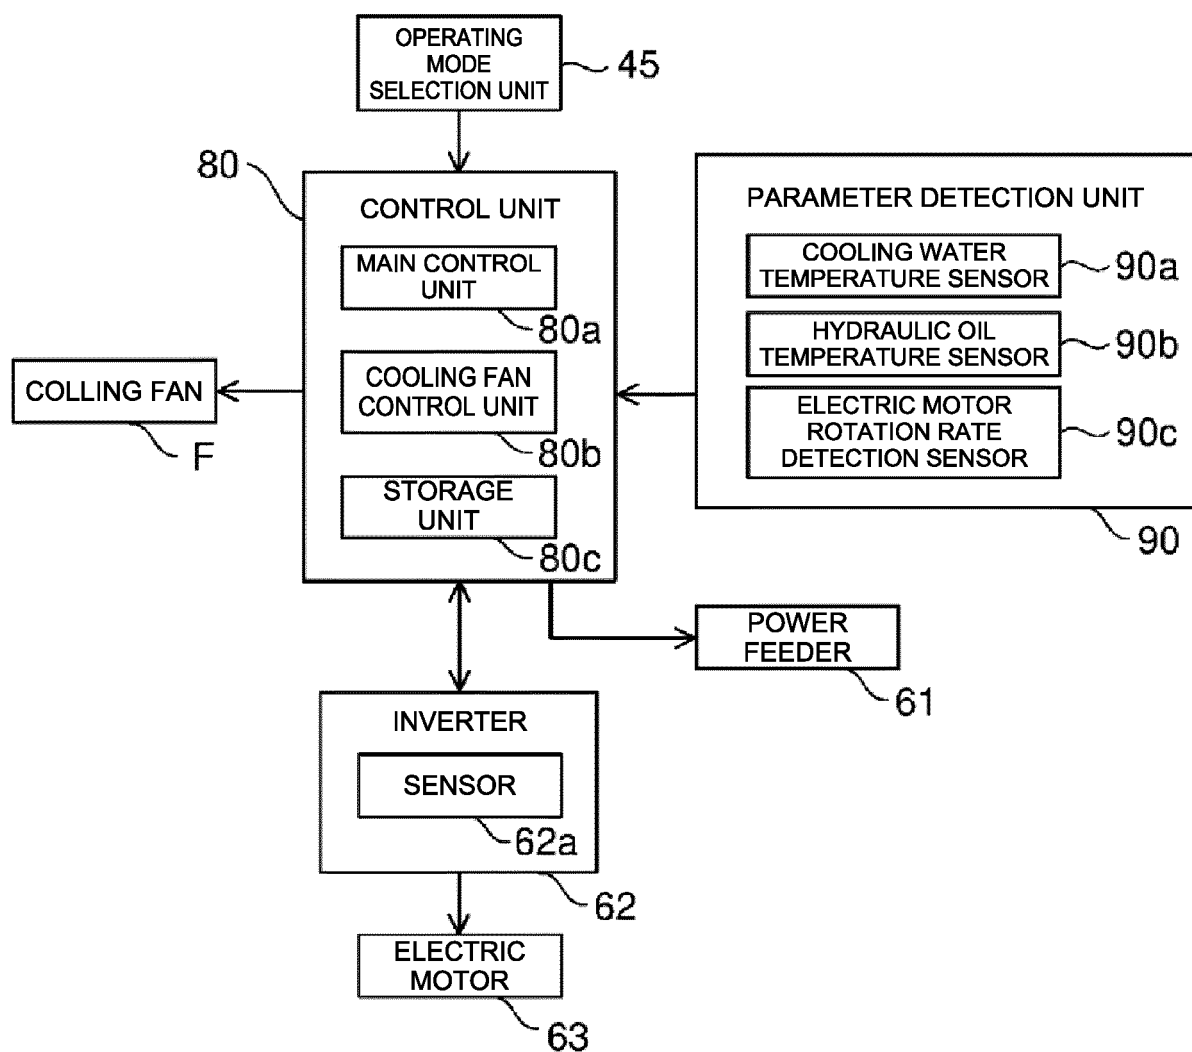 OPERATING
MODE
SELECTION UNIT
45
80
CONTROL UNIT
MAIN CONTROL
UNIT
80a
COOLING FAN
CONTROL UNIT
80b
STORAGE
UNIT
80c
PARAMETER DETECTION UNIT
COOLING WATER
TEMPERATURE SENSOR
90a
HYDRAULIC OIL
TEMPERATURE SENSOR
90b
ELECTRIC MOTOR
ROTATION RATE
DETECTION SENSOR
90c
90
COLLING FAN
F
POWER
FEEDER
61
INVERTER
SENSOR
62a
62
ELECTRIC
MOTOR
63